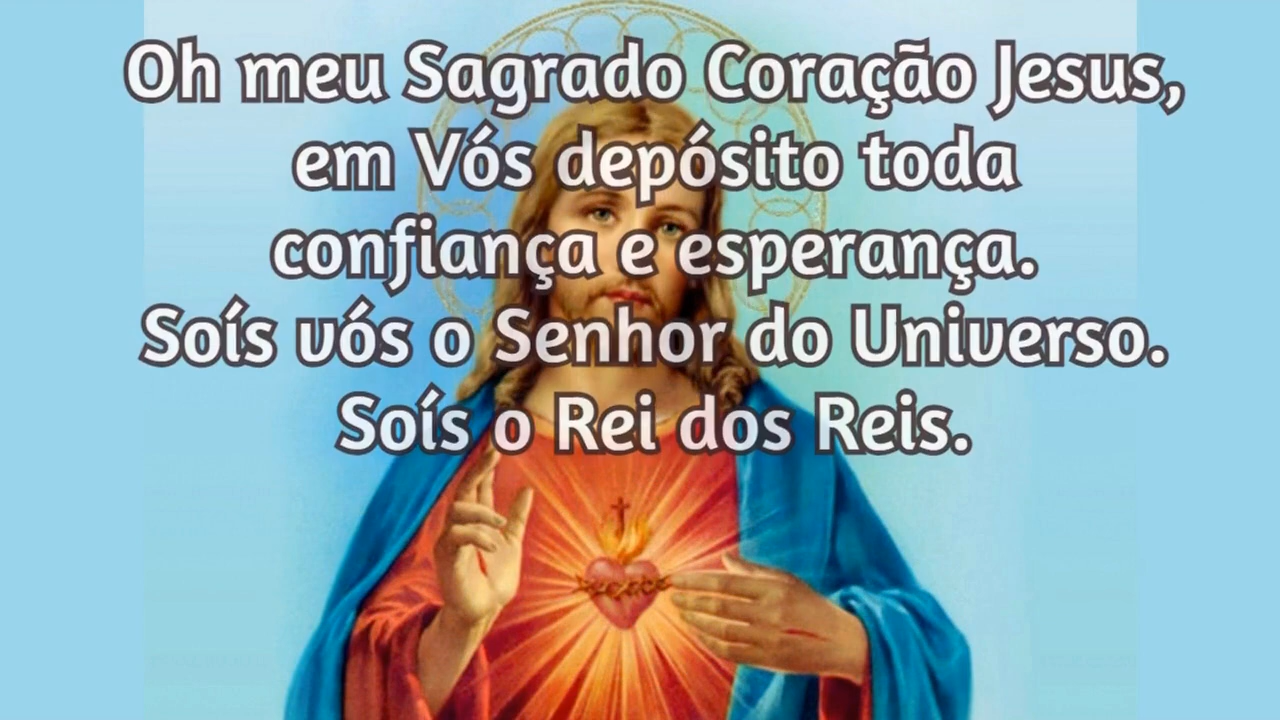 Oh meu Sagrado Coração Jesus,
em Vós depósito toda
confiança e esperança.
Soís vós o Senhor do Universo.
Soís o Rei dos Reis.